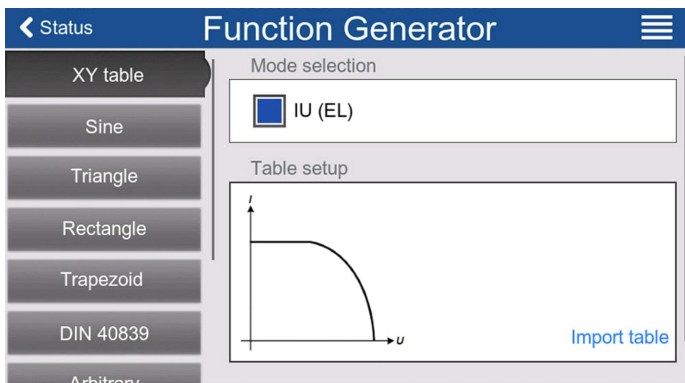 Status
Function Generator
XY table
Sine
Triangle
Rectangle
Trapezoid
DIN 40839
Arbitrary
Mode selection
IU (EL)
Table setup
I
U
Import table